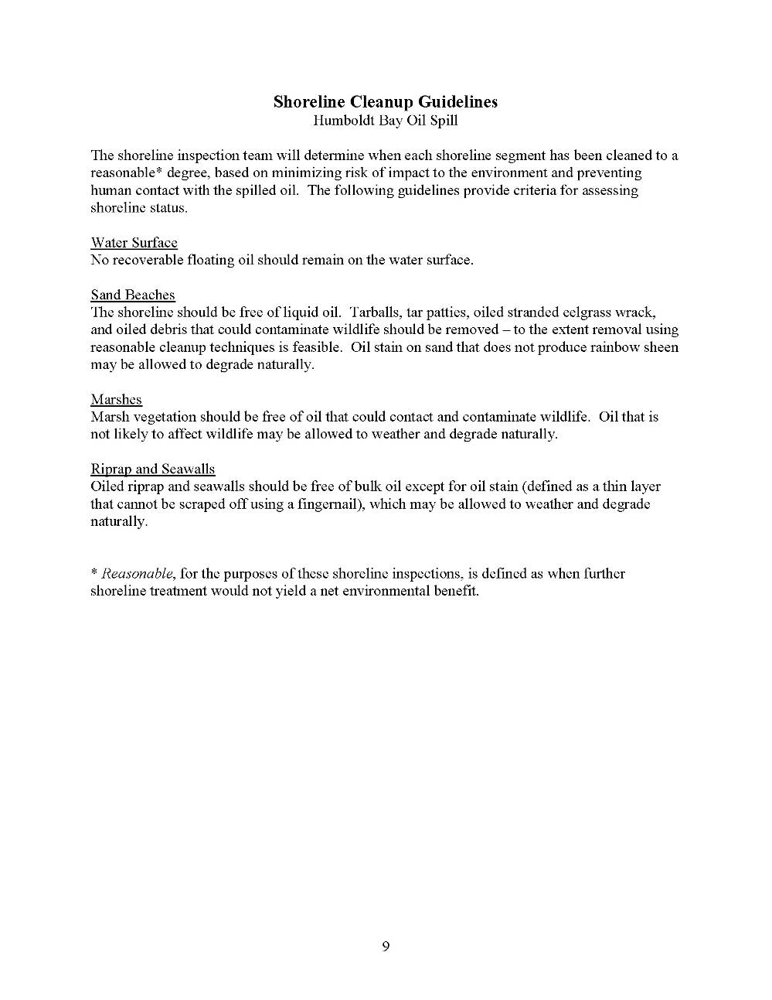 Shoreline Cleanup Guidelines
Humboldt Bay Oil Spill
The shoreline inspection team will determine when each shoreline segment has been cleaned to a
reasonable* degree, based on minimizing risk of impact to the environment and preventing
human contact with the spilled oil.  The following guidelines provide criteria for assessing
shoreline status.
Water Surface
No recoverable floating oil should remain on the water surface.
Sand Beaches
The shoreline should be free of liquid oil.  Tarballs, tar patties, oiled stranded eelgrass wrack,
and oiled debris that could contaminate wildlife should be removed – to the extent removal using
reasonable cleanup techniques is feasible.  Oil stain on sand that does not produce rainbow sheen
may be allowed to degrade naturally.
Marshes
Marsh vegetation should be free of oil that could contact and contaminate wildlife.  Oil that is
not likely to affect wildlife may be allowed to weather and degrade naturally.
Riprap and Seawalls
Oiled riprap and seawalls should be free of bulk oil except for oil stain (defined as a thin layer
that cannot be scraped off using a fingernail), which may be allowed to weather and degrade
naturally.
* Reasonable, for the purposes of these shoreline inspections, is defined as when further
shoreline treatment would not yield a net environmental benefit.
9